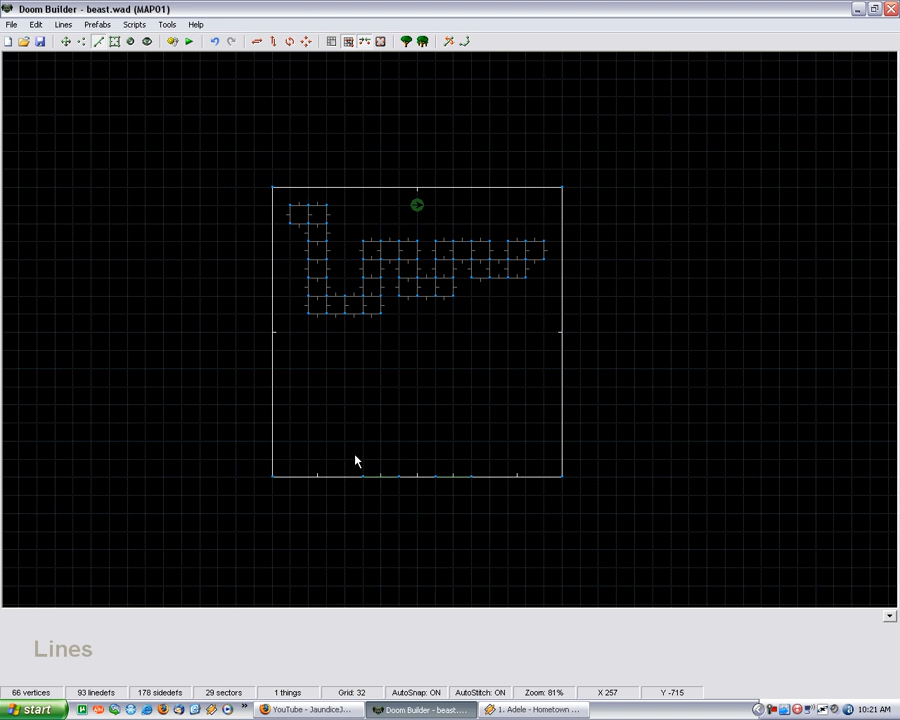 Doom Builder - beast.wad (MAP01)
File Edit Lines Prefabs Scripts Tools Help
Lines
66 vertices 93 linedefs 178 sidedefs 29 sectors 1 things Grid: 32 AutoSnap: ON AutoStitch: ON Zoom: 81% X 257 Y -715
start YouTube - JaundiceJ... Doom Builder - beast.... 1. Adele - Hometown ... 10:21 AM